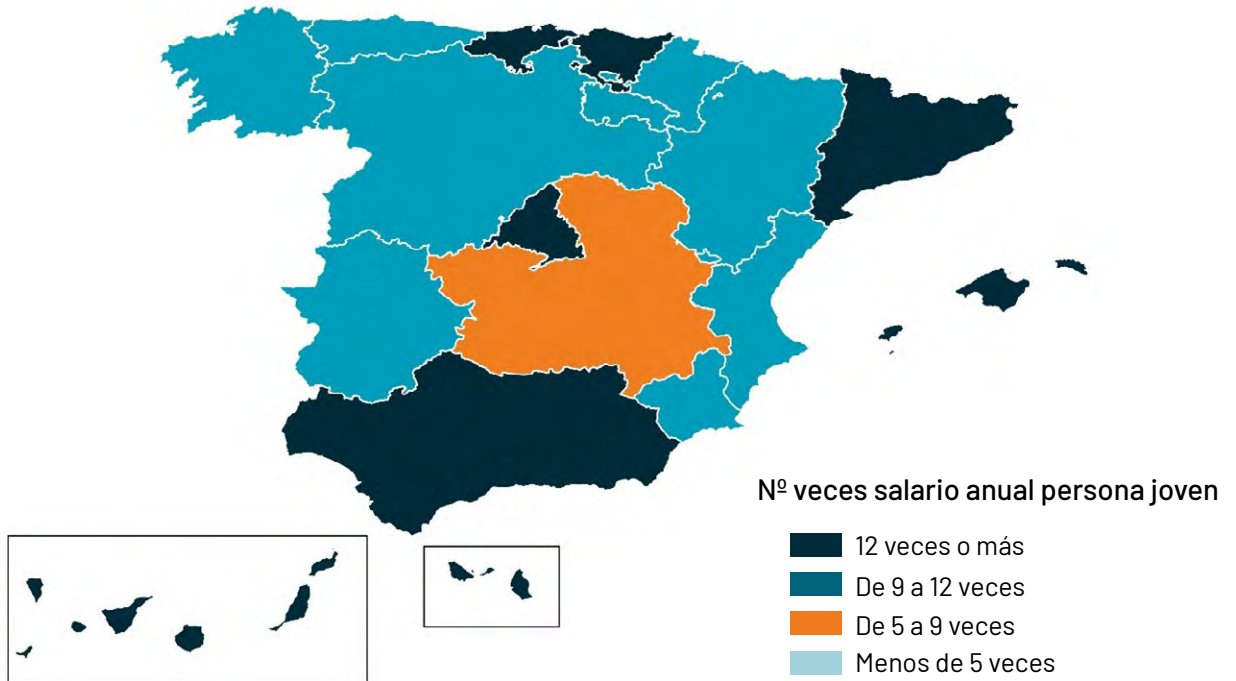 Nº veces salario anual persona joven
12 veces o más
De 9 a 12 veces
De 5 a 9 veces
Menos de 5 veces